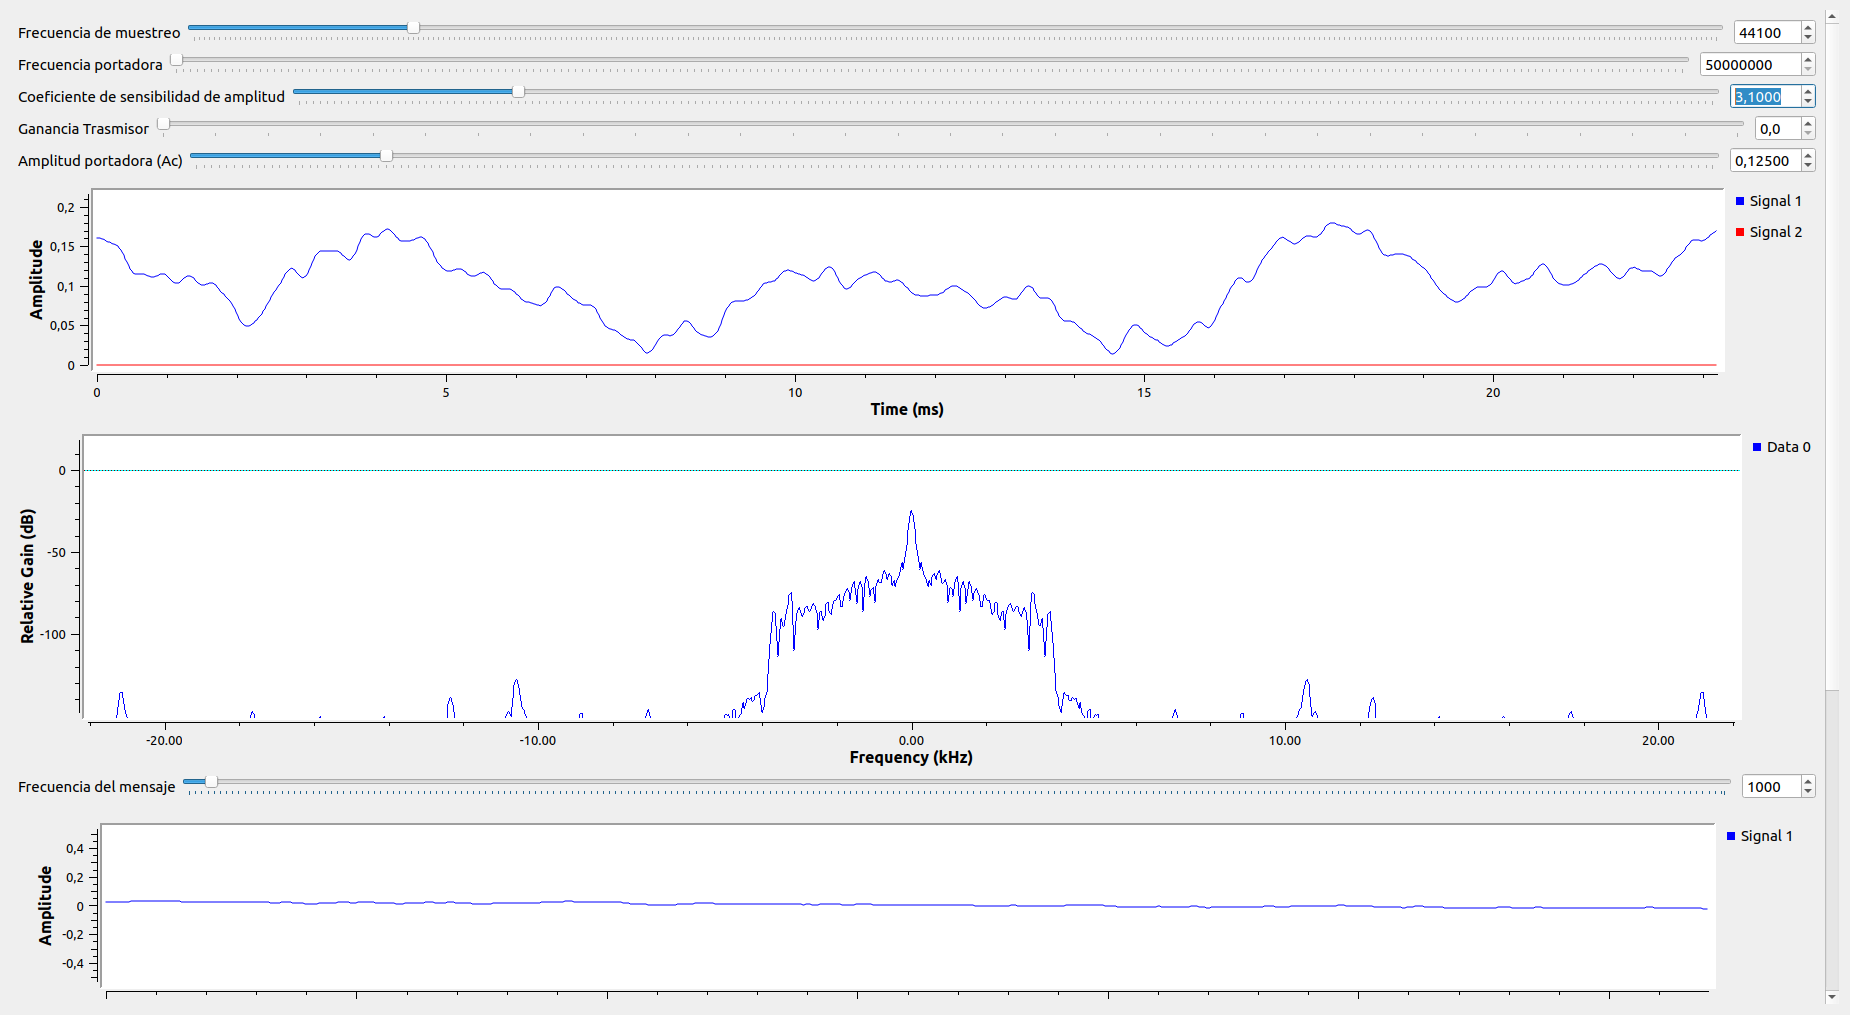 Frecuencia de muestreo 44100
Frecuencia portadora 50000000
Coeficiente de sensibilidad de amplitud 3,1000
Ganancia Trasmisor 0,0
Amplitud portadora (Ac) 0,12500
Amplitude
0,2
0,15
0,1
0,05
0
0 5 10 15 20
Time (ms)
Signal 1
Signal 2
Relative Gain (dB)
0
-50
-100
-20.00 -10.00 0.00 10.00 20.00
Frequency (kHz)
Data 0
Frecuencia del mensaje 1000
Amplitude
0,4
0,2
0
-0,2
-0,4
Signal 1